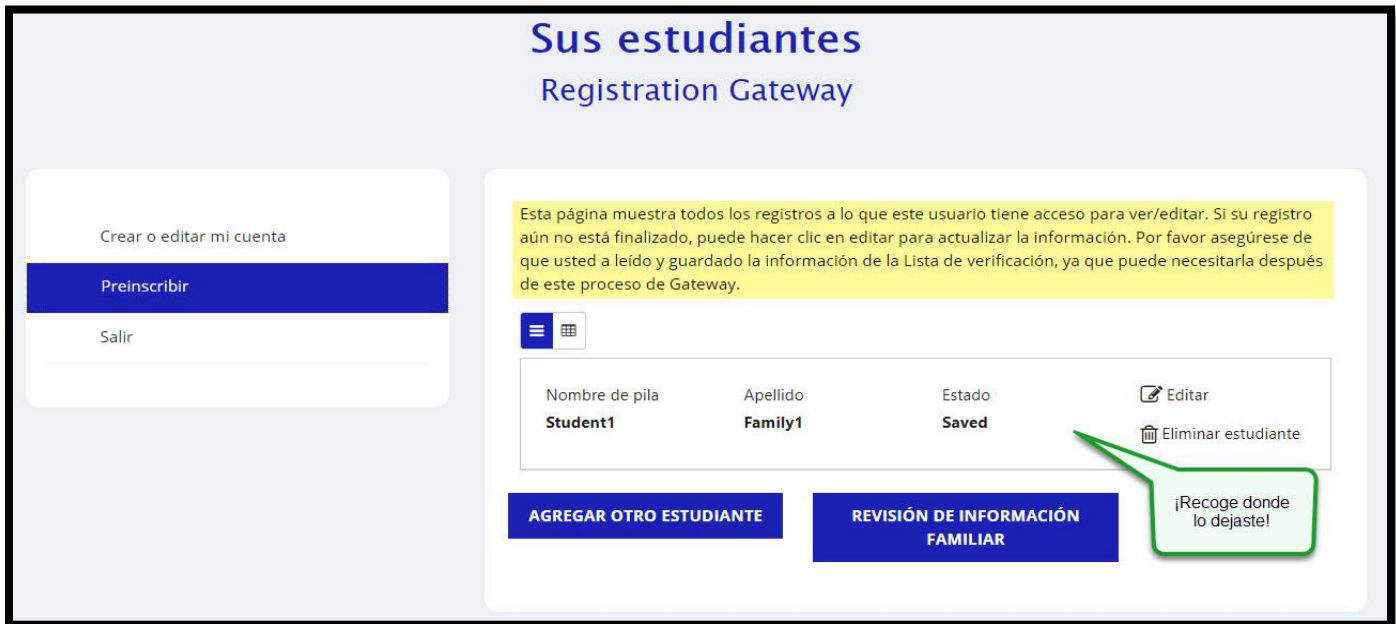 Sus estudiantes
Registration Gateway
Crear o editar mi cuenta
Preinscribir
Salir
Esta página muestra todos los registros a lo que este usuario tiene acceso para ver/editar. Si su registro
aún no está finalizado, puede hacer clic en editar para actualizar la información. Por favor asegúrese de
que usted a leído y guardado la información de la Lista de verificación, ya que puede necesitarla después
de este proceso de Gateway.
Nombre de pila Apellido Estado Editar
Student1 Family1 Saved
Eliminar estudiante
¡Recoge donde
lo dejaste!
AGREGAR OTRO ESTUDIANTE
REVISIÓN DE INFORMACIÓN
FAMILIAR